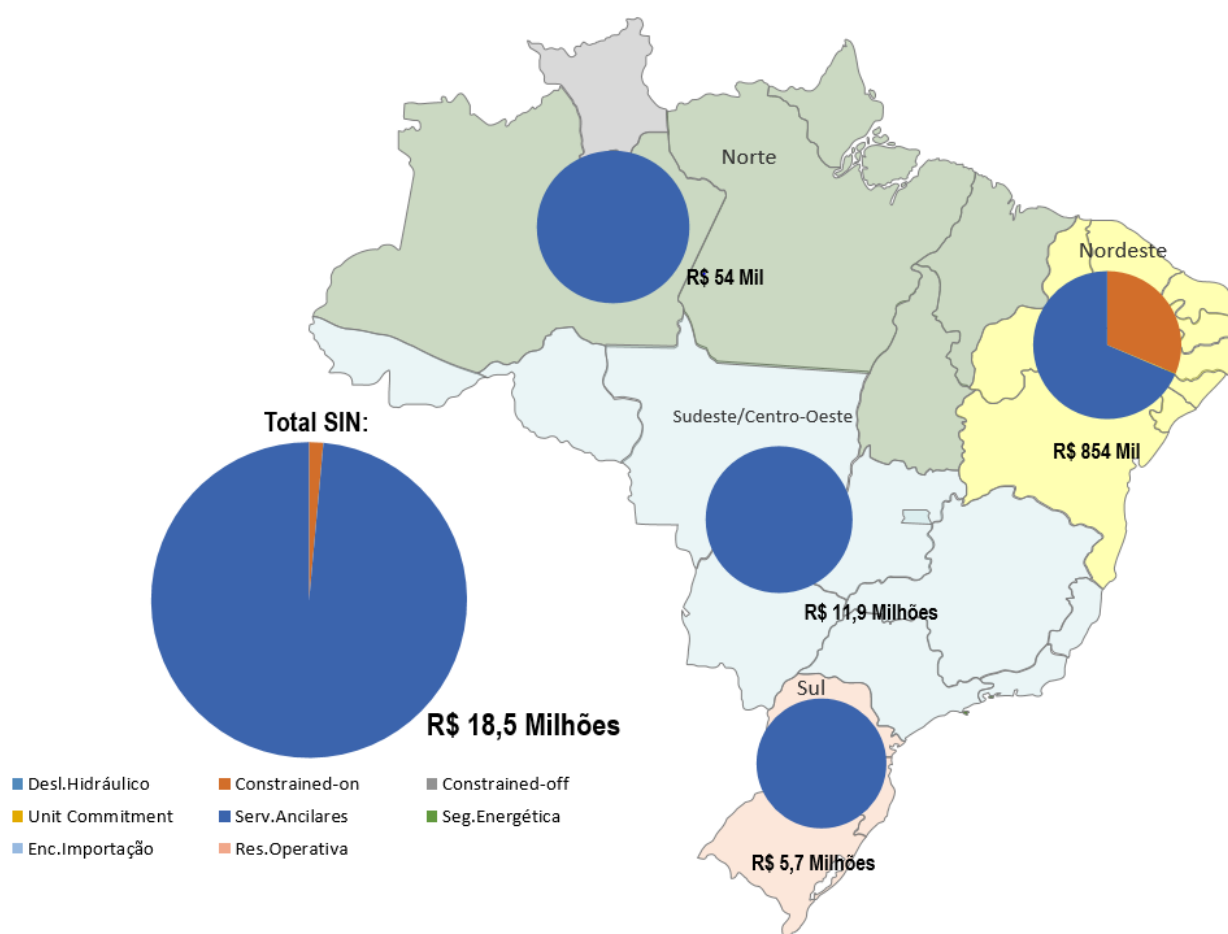 Norte
R$ 54 Mil
Nordeste
R$ 854 Mil
Sudeste/Centro-Oeste
R$ 11,9 Milhões
Total SIN:
R$ 18,5 Milhões
Sul
R$ 5,7 Milhões
Desl.Hidráulico Constrained-on Constrained-off
Unit Commitment Serv.Ancilares Seg.Energética
Enc.Importação Res.Operativa